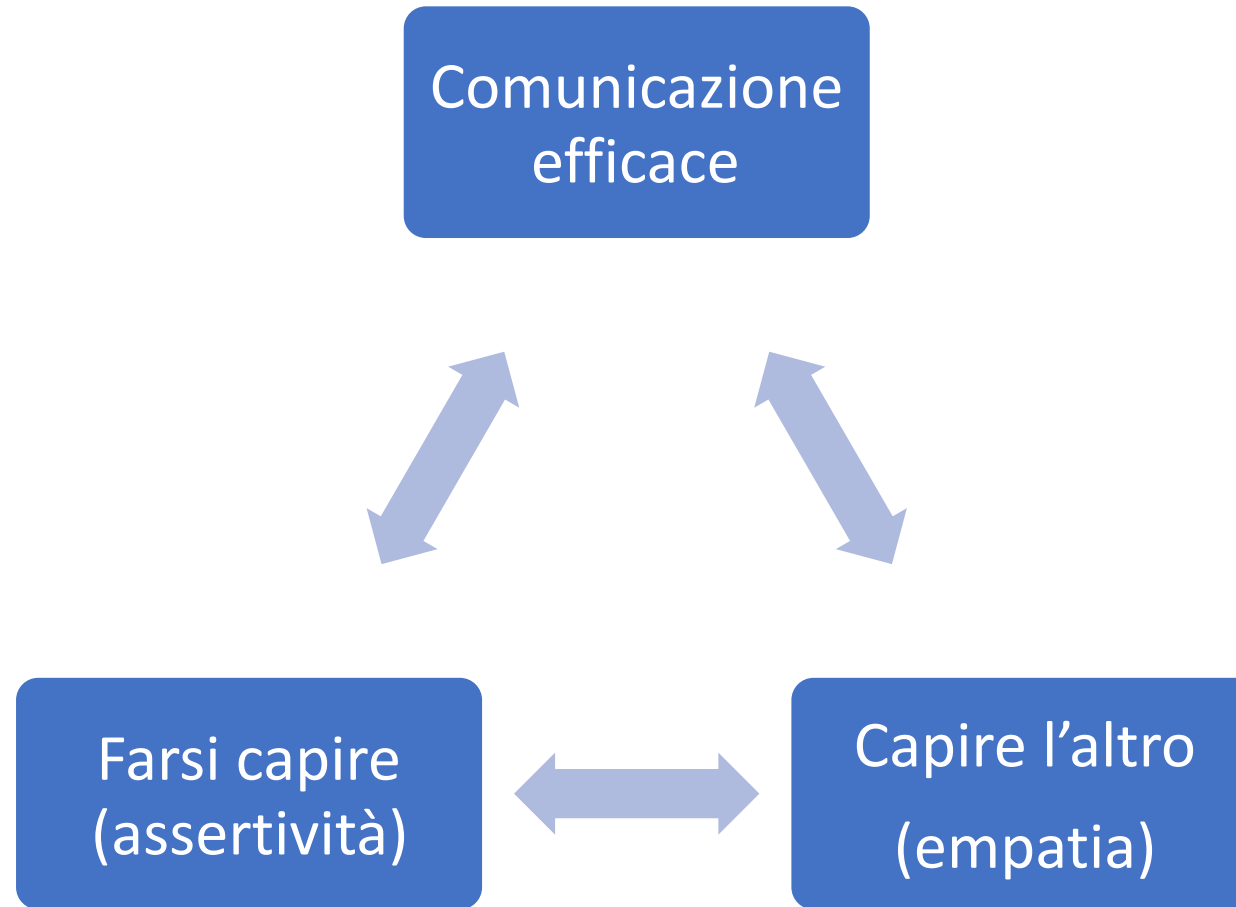 Comunicazione
efficace
Farsi capire
(assertività)
Capire l’altro
(empatia)